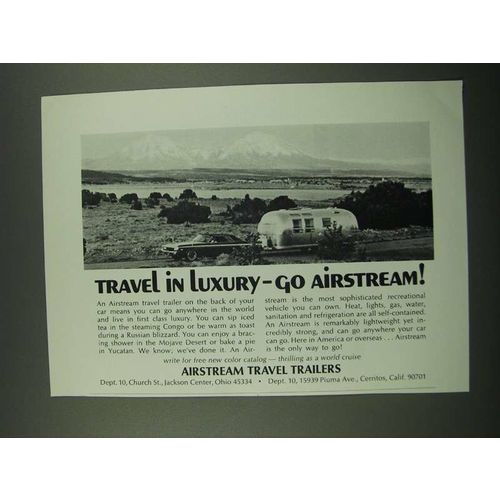 TRAVEL IN LUXURY–GO AIRSTREAM!
An Airstream travel trailer on the back of your
car means you can go anywhere in the world
and live in first class luxury. You can sip iced
tea in the steaming Congo or be warm as toast
during a Russian blizzard. You can enjoy a brac-
ing shower in the Mojave Desert or bake a pie
in Yucatan. We know, we've done it. An Air-
stream is the most sophisticated recreational
vehicle you can own. Heat, lights, gas, water,
sanitation and refrigeration are all self-contained.
An Airstream is remarkably lightweight yet in-
credibly strong, and can go anywhere your car
can go. Here in America or overseas . . . Airstream
is the only way to go!
write for free new color catalog — thrilling as a world cruise
AIRSTREAM TRAVEL TRAILERS
Dept. 10, Church St., Jackson Center, Ohio 45334 • Dept. 10, 15939 Piuma Ave., Cerritos, Calif. 90701